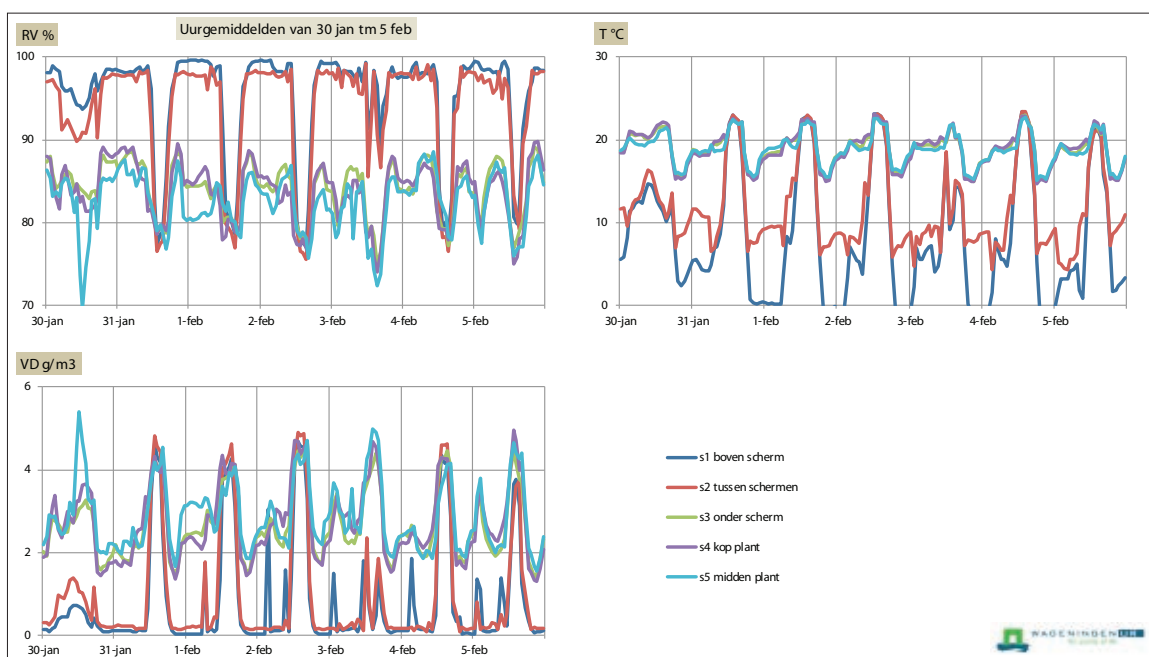 RV %
Uurgemiddelden van 30 jan tm 5 feb
100
90
80
70
30-jan 31-jan 1-feb 2-feb 3-feb 4-feb 5-feb
T °C
30
20
10
0
30-jan 31-jan 1-feb 2-feb 3-feb 4-feb 5-feb
VD g/m3
6
4
2
0
30-jan 31-jan 1-feb 2-feb 3-feb 4-feb 5-feb
s1 boven scherm
s2 tussen schermen
s3 onder scherm
s4 kop plant
s5 midden plant
WAGENINGEN UR